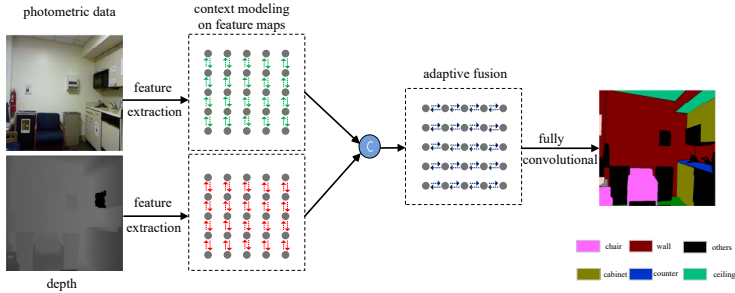 photometric data
context modeling
on feature maps
feature
extraction
adaptive fusion
C
fully
convolutional
feature
extraction
depth
chair
wall
others
cabinet
counter
ceiling